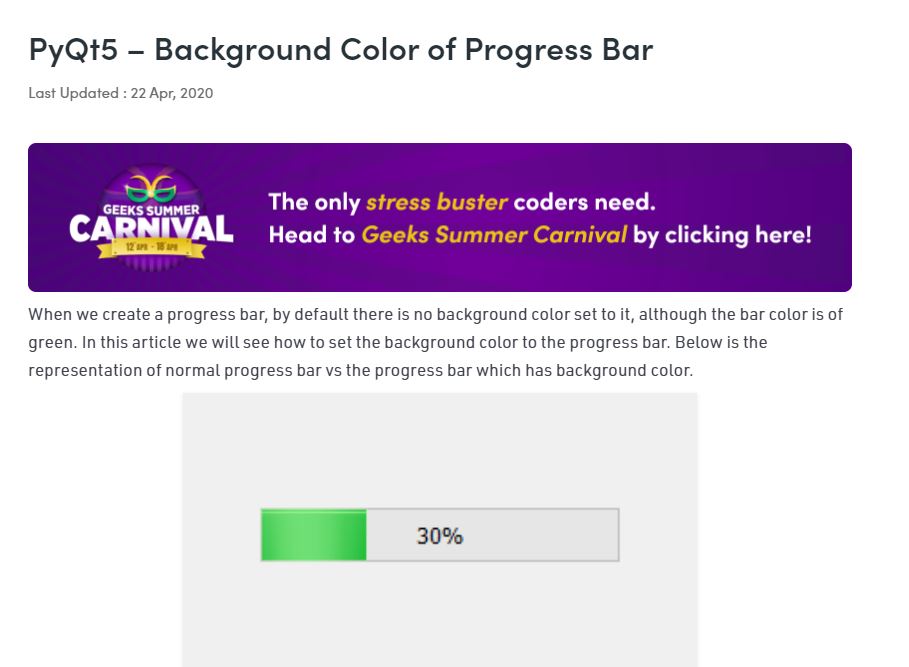 PyQt5 – Background Color of Progress Bar
Last Updated : 22 Apr, 2020
GEEKS SUMMER
CARNIVAL
12 APR - 18 APR
The only stress buster coders need.
Head to Geeks Summer Carnival by clicking here!
When we create a progress bar, by default there is no background color set to it, although the bar color is of
green. In this article we will see how to set the background color to the progress bar. Below is the
representation of normal progress bar vs the progress bar which has background color.
30%